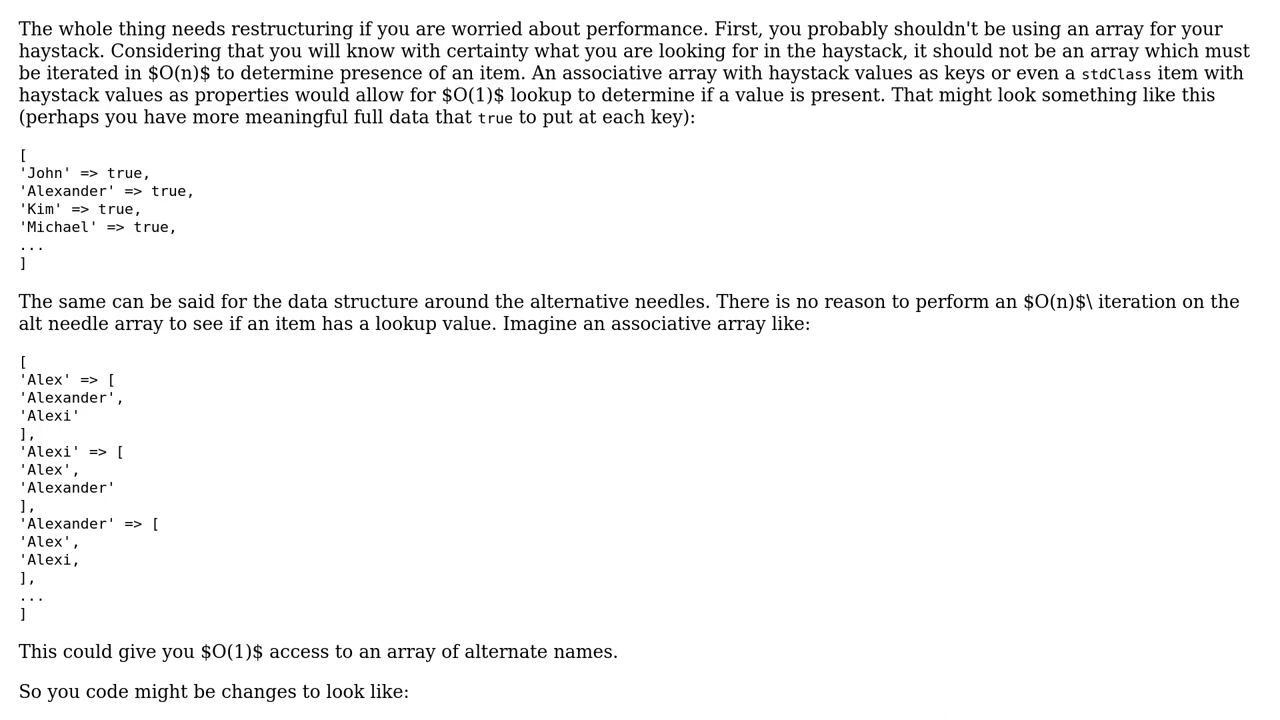 The whole thing needs restructuring if you are worried about performance. First, you probably shouldn't be using an array for your
haystack. Considering that you will know with certainty what you are looking for in the haystack, it should not be an array which must
be iterated in $O(n)$ to determine presence of an item. An associative array with haystack values as keys or even a stdClass item with
haystack values as properties would allow for $O(1)$ lookup to determine if a value is present. That might look something like this
(perhaps you have more meaningful full data that true to put at each key):
[
'John' => true,
'Alexander' => true,
'Kim' => true,
'Michael' => true,
...
]
The same can be said for the data structure around the alternative needles. There is no reason to perform an $O(n)$\ iteration on the
alt needle array to see if an item has a lookup value. Imagine an associative array like:
[
'Alex' => [
'Alexander',
'Alexi'
],
'Alexi' => [
'Alex',
'Alexander'
],
'Alexander' => [
'Alex',
'Alexi,
],
...
]
This could give you $O(1)$ access to an array of alternate names.
So you code might be changes to look like: